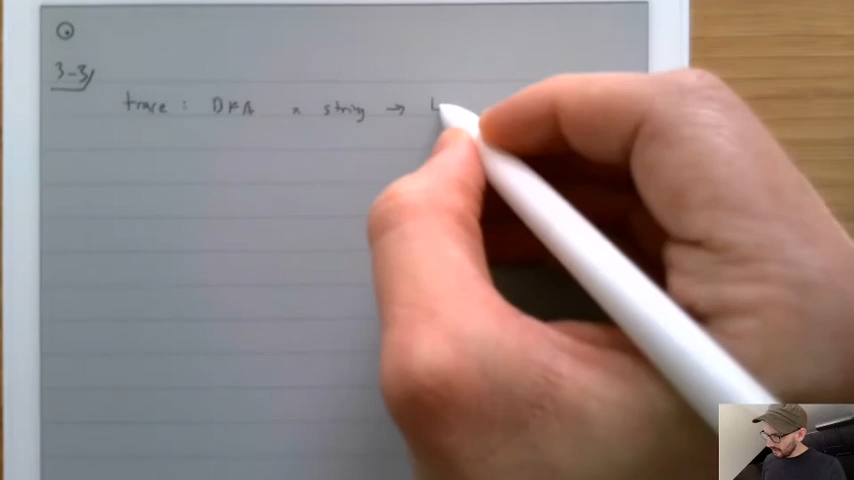 3-3/
trace : DFA x string → L